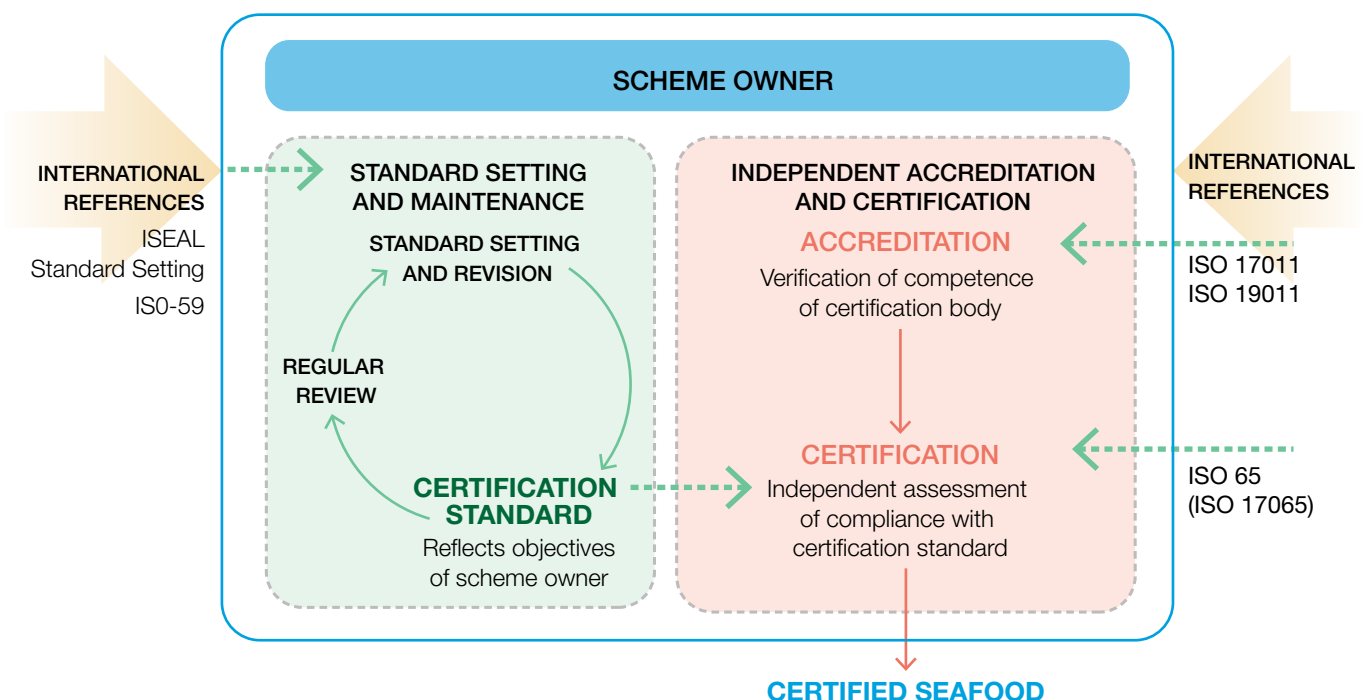 SCHEME OWNER
INTERNATIONAL
REFERENCES
ISEAL
Standard Setting
IS0-59
STANDARD SETTING
AND MAINTENANCE
STANDARD SETTING
AND REVISION
REGULAR
REVIEW
CERTIFICATION
STANDARD
Reflects objectives
of scheme owner
INDEPENDENT ACCREDITATION
AND CERTIFICATION
ACCREDITATION
Verification of competence
of certification body
CERTIFICATION
Independent assessment
of compliance with
certification standard
INTERNATIONAL
REFERENCES
ISO 17011
ISO 19011
ISO 65
(ISO 17065)
CERTIFIED SEAFOOD